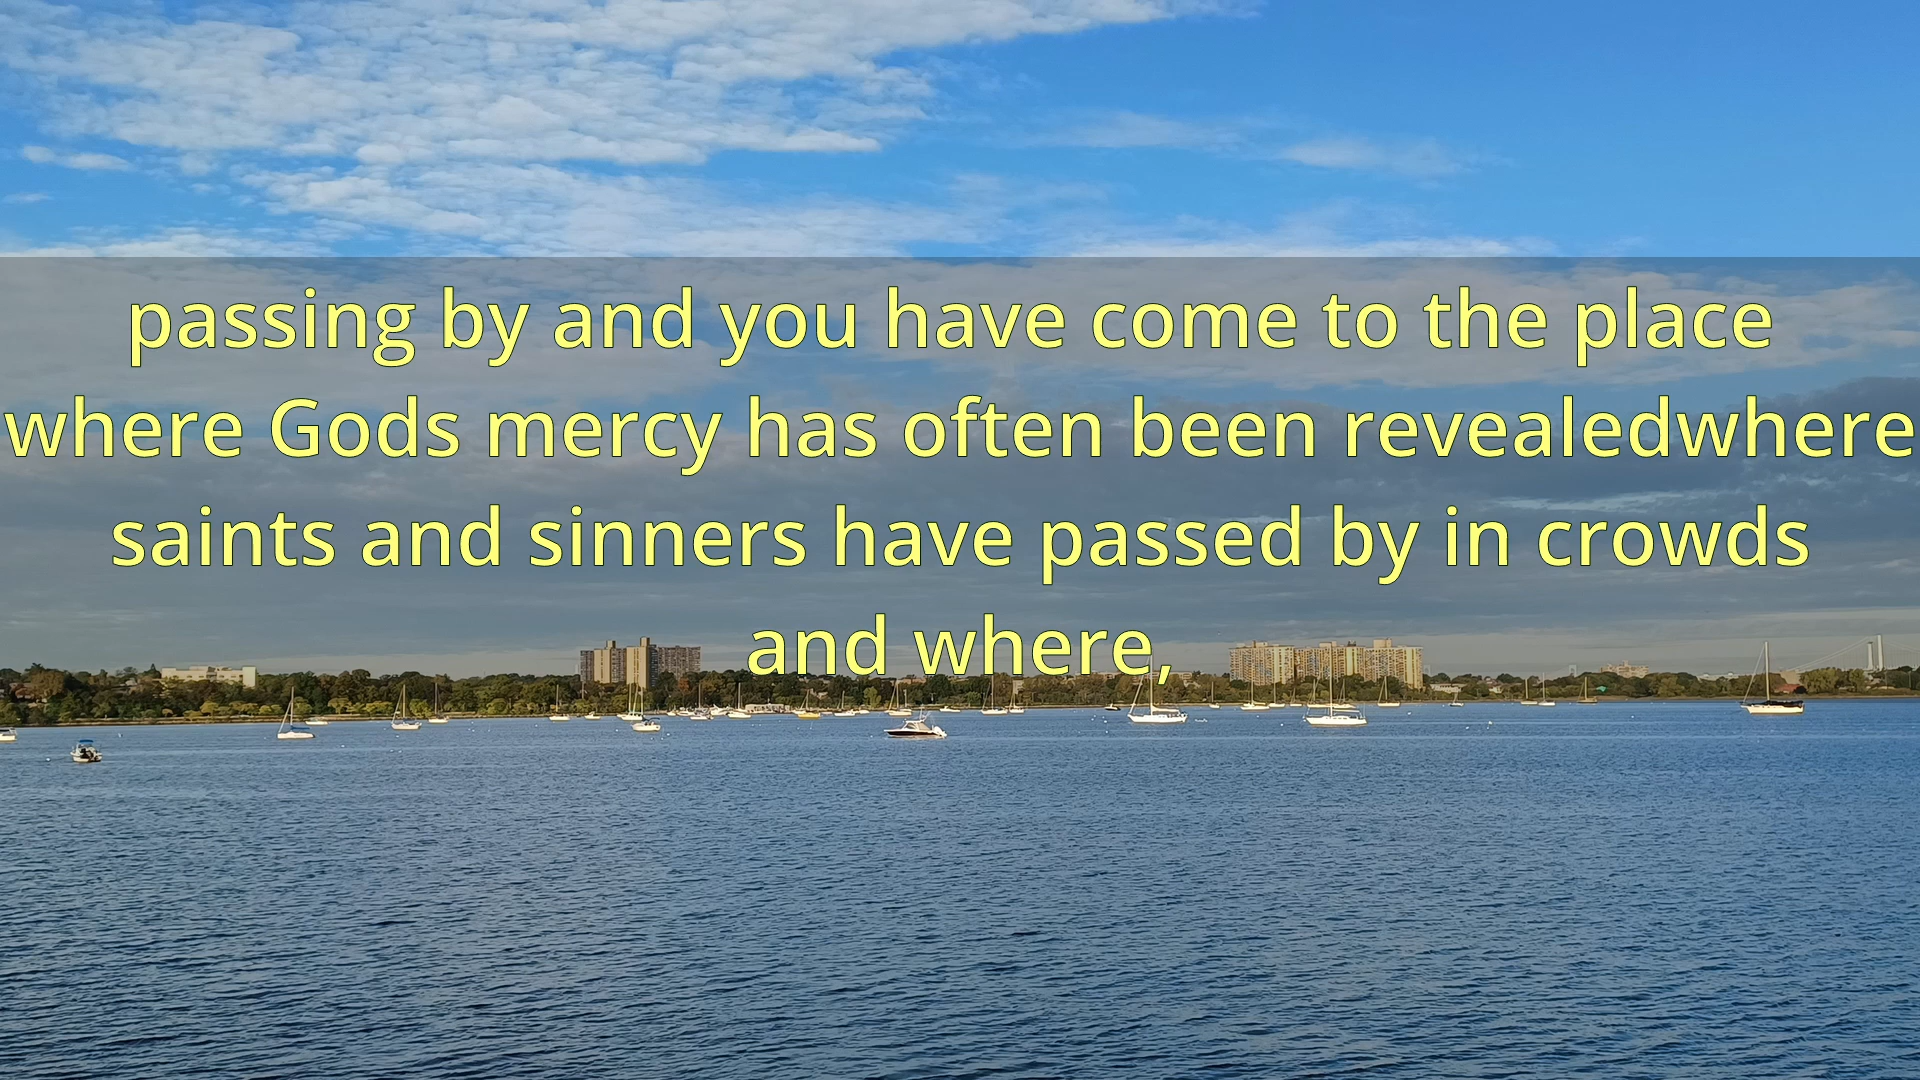 passing by and you have come to the place
where Gods mercy has often been revealedwhere
saints and sinners have passed by in crowds
and where,